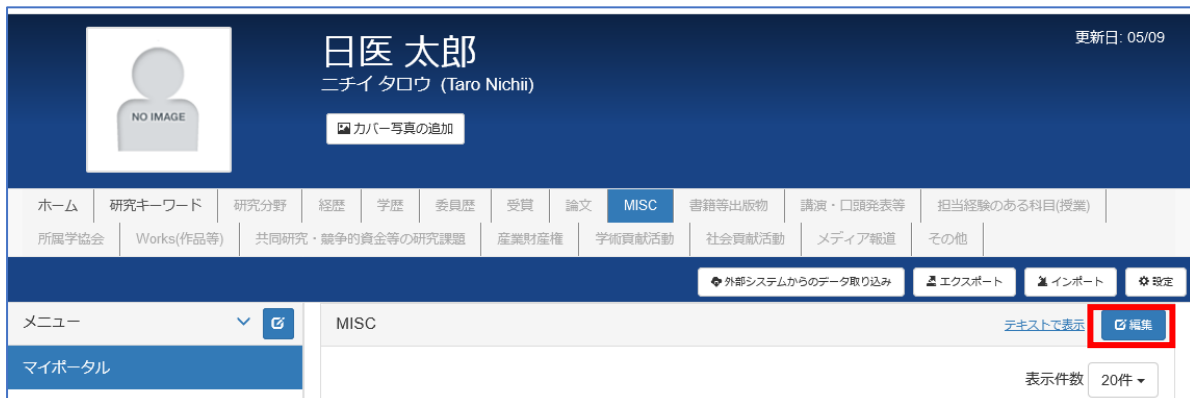 日医 太郎
更新日: 05/09
ニチイ タロウ (Taro Nichii)
NO IMAGE
カバー写真の追加
ホーム 研究キーワード 研究分野 経歴 学歴 委員歴 受賞 論文 MISC 書籍等出版物 講演・口頭発表等 担当経験のある科目(授業)
所属学協会 Works(作品等) 共同研究・競争的資金等の研究課題 産業財産権 学術貢献活動 社会貢献活動 メディア報道 その他
外部システムからのデータ取り込み エクスポート インポート 設定
メニュー MISC テキストで表示 編集
マイポータル
表示件数 20件